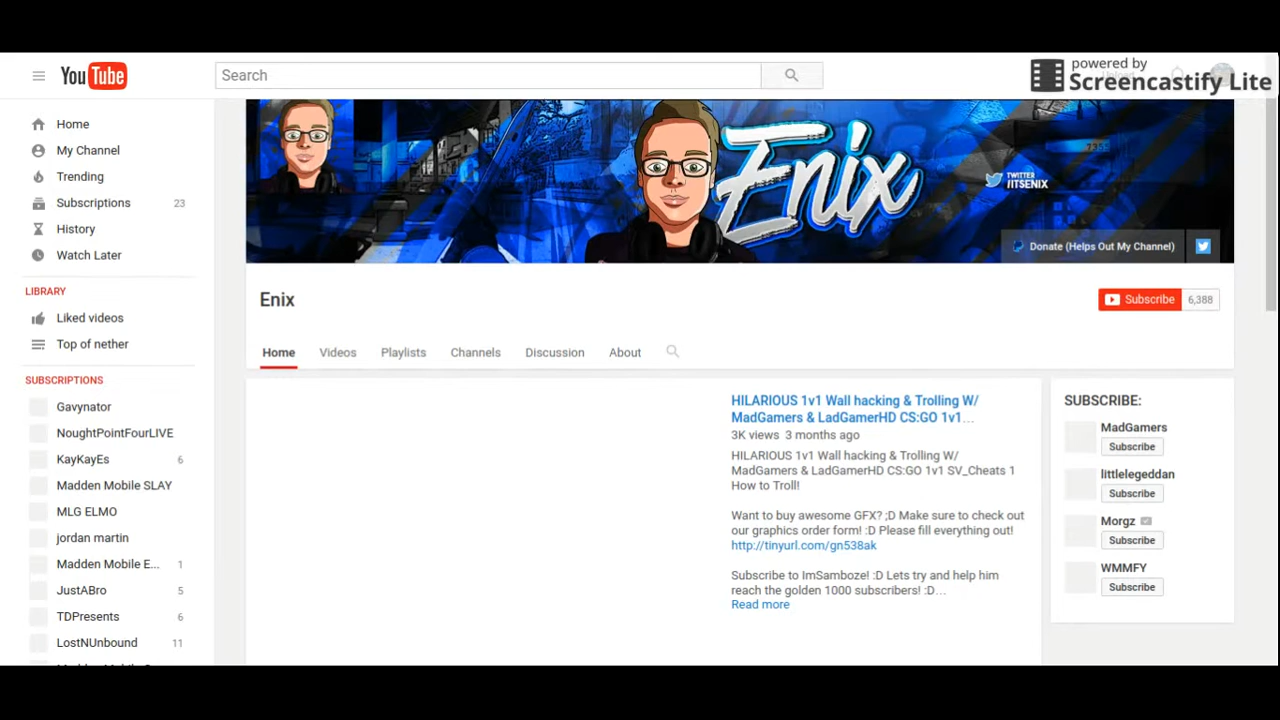 powered by
Screencastify Lite
YouTube
Search
Home
My Channel
Trending
Subscriptions 23
History
Watch Later
LIBRARY
Liked videos
Top of nether
SUBSCRIPTIONS
Gavynator
NoughtPointFourLIVE
KayKayEs 6
Madden Mobile SLAY
MLG ELMO
jordan martin
Madden Mobile E... 1
JustABro 5
TDPresents 6
LostNUnbound 11
Enix
TWITTER
/ITSENIX
Donate (Helps Out My Channel)
Enix
Subscribe 6,388
Home Videos Playlists Channels Discussion About
HILARIOUS 1v1 Wall hacking & Trolling W/
MadGamers & LadGamerHD CS:GO 1v1...
3K views 3 months ago
HILARIOUS 1v1 Wall hacking & Trolling W/
MadGamers & LadGamerHD CS:GO 1v1 SV_Cheats 1
How to Troll!
Want to buy awesome GFX? ;D Make sure to check out
our graphics order form! :D Please fill everything out!
http://tinyurl.com/gn538ak
Subscribe to ImSamboze! :D Lets try and help him
reach the golden 1000 subscribers! :D...
Read more
SUBSCRIBE:
MadGamers
Subscribe
littlelegeddan
Subscribe
Morgz
Subscribe
WMMFY
Subscribe